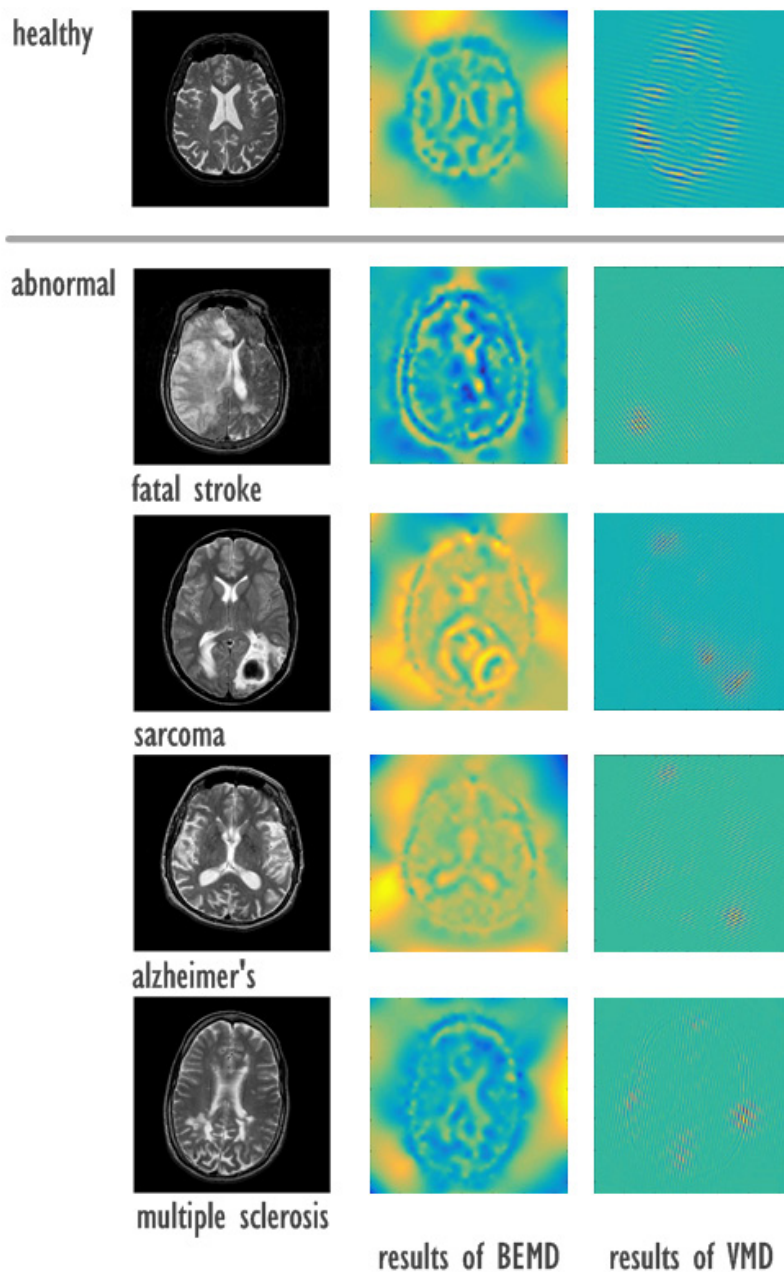 healthy
abnormal
fatal stroke
sarcoma
alzheimer's
multiple sclerosis
results of BEMD
results of VMD